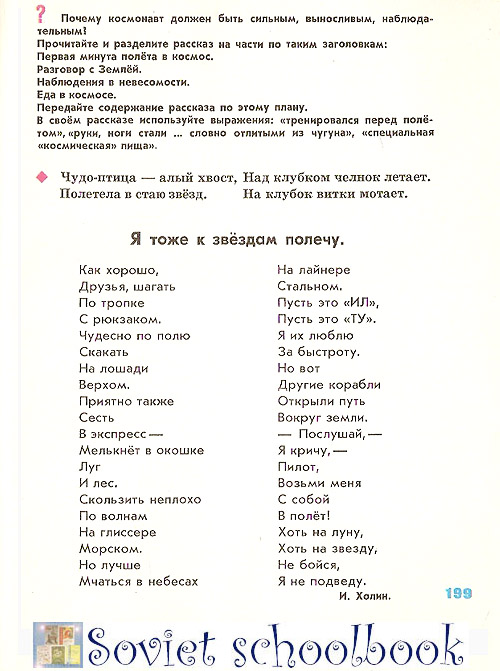 ? Почему космонавт должен быть сильным, выносливым, наблюда-
тельным?
Прочитайте и разделите рассказ на части по таким заголовкам:
Первая минута полёта в космос.
Разговор с Землёй.
Наблюдения в невесомости.
Еда в космосе.
Передайте содержание рассказа по этому плану.
В своём рассказе используйте выражения: «тренировался перед полё-
том», «руки, ноги стали ... словно отлитыми из чугуна», «специальная
«космическая» пища».
Чудо-птица — алый хвост,
Полетела в стаю звёзд.
Над клубком челнок летает.
На клубок витки мотает.
Я тоже к звёздам полечу.
Как хорошо,
Друзья, шагать
По тропке
С рюкзаком.
Чудесно по полю
Скакать
На лошади
Верхом.
Приятно также
Сесть
В экспресс —
Мелькнёт в окошке
Луг
И лес.
Скользить неплохо
По волнам
На глиссере
Морском.
Но лучше
Мчаться в небесах
На лайнере
Стальном.
Пусть это «ИЛ»,
Пусть это «ТУ».
Я их люблю
За быстроту.
Но вот
Другие корабли
Открыли путь
Вокруг земли.
— Послушай, —
Я кричу, —
Пилот,
Возьми меня
С собой
В полёт!
Хоть на луну,
Хоть на звезду,
Не бойся,
Я не подведу.
И. Холин.
199
Soviet schoolbook